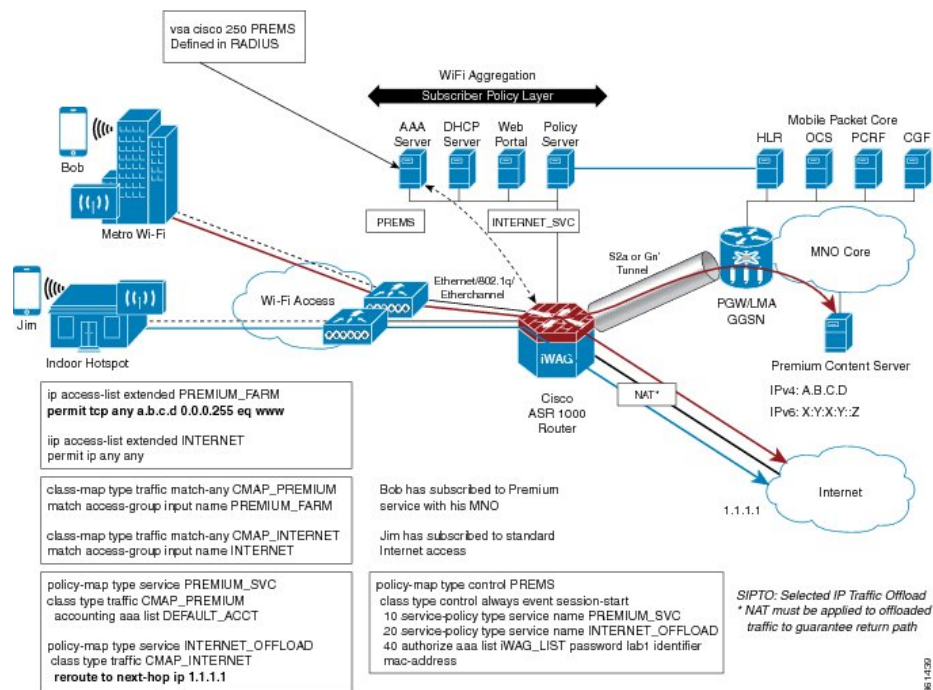 vsa cisco 250 PREMS
Defined in RADIUS
WiFi Aggregation
Subscriber Policy Layer
AAA
Server
DHCP
Server
Web
Portal
Policy
Server
Mobile Packet Core
HLR
OCS
PCRF
CGF
Bob
Metro Wi-Fi
PREMS
INTERNET_SVC
S2a or Gn'
Tunnel
MNO Core
PGW/LMA
GGSN
Wi-Fi Access
Ethernet/802.1q/
Etherchannel
Jim
Indoor Hotspot
iWAG
Cisco
ASR 1000
Router
NAT*
Premium Content Server
IPv4: A.B.C.D
IPv6: X:Y:X:Y::Z
Internet
1.1.1.1
ip access-list extended PREMIUM_FARM
permit tcp any a.b.c.d 0.0.0.255 eq www
iip access-list extended INTERNET
permit ip any any
class-map type traffic match-any CMAP_PREMIUM
match access-group input name PREMIUM_FARM
class-map type traffic match-any CMAP_INTERNET
match access-group input name INTERNET
Bob has subscribed to Premium
service with his MNO
Jim has subscribed to standard
Internet access
policy-map type service PREMIUM_SVC
class type traffic CMAP_PREMIUM
accounting aaa list DEFAULT_ACCT
policy-map type service INTERNET_OFFLOAD
class type traffic CMAP_INTERNET
reroute to next-hop ip 1.1.1.1
policy-map type control PREMS
class type control always event session-start
10 service-policy type service name PREMIUM_SVC
20 service-policy type service name INTERNET_OFFLOAD
40 authorize aaa list iWAG_LIST password lab1 identifier
mac-address
SIPTO: Selected IP Traffic Offload
* NAT must be applied to offloaded
traffic to guarantee return path